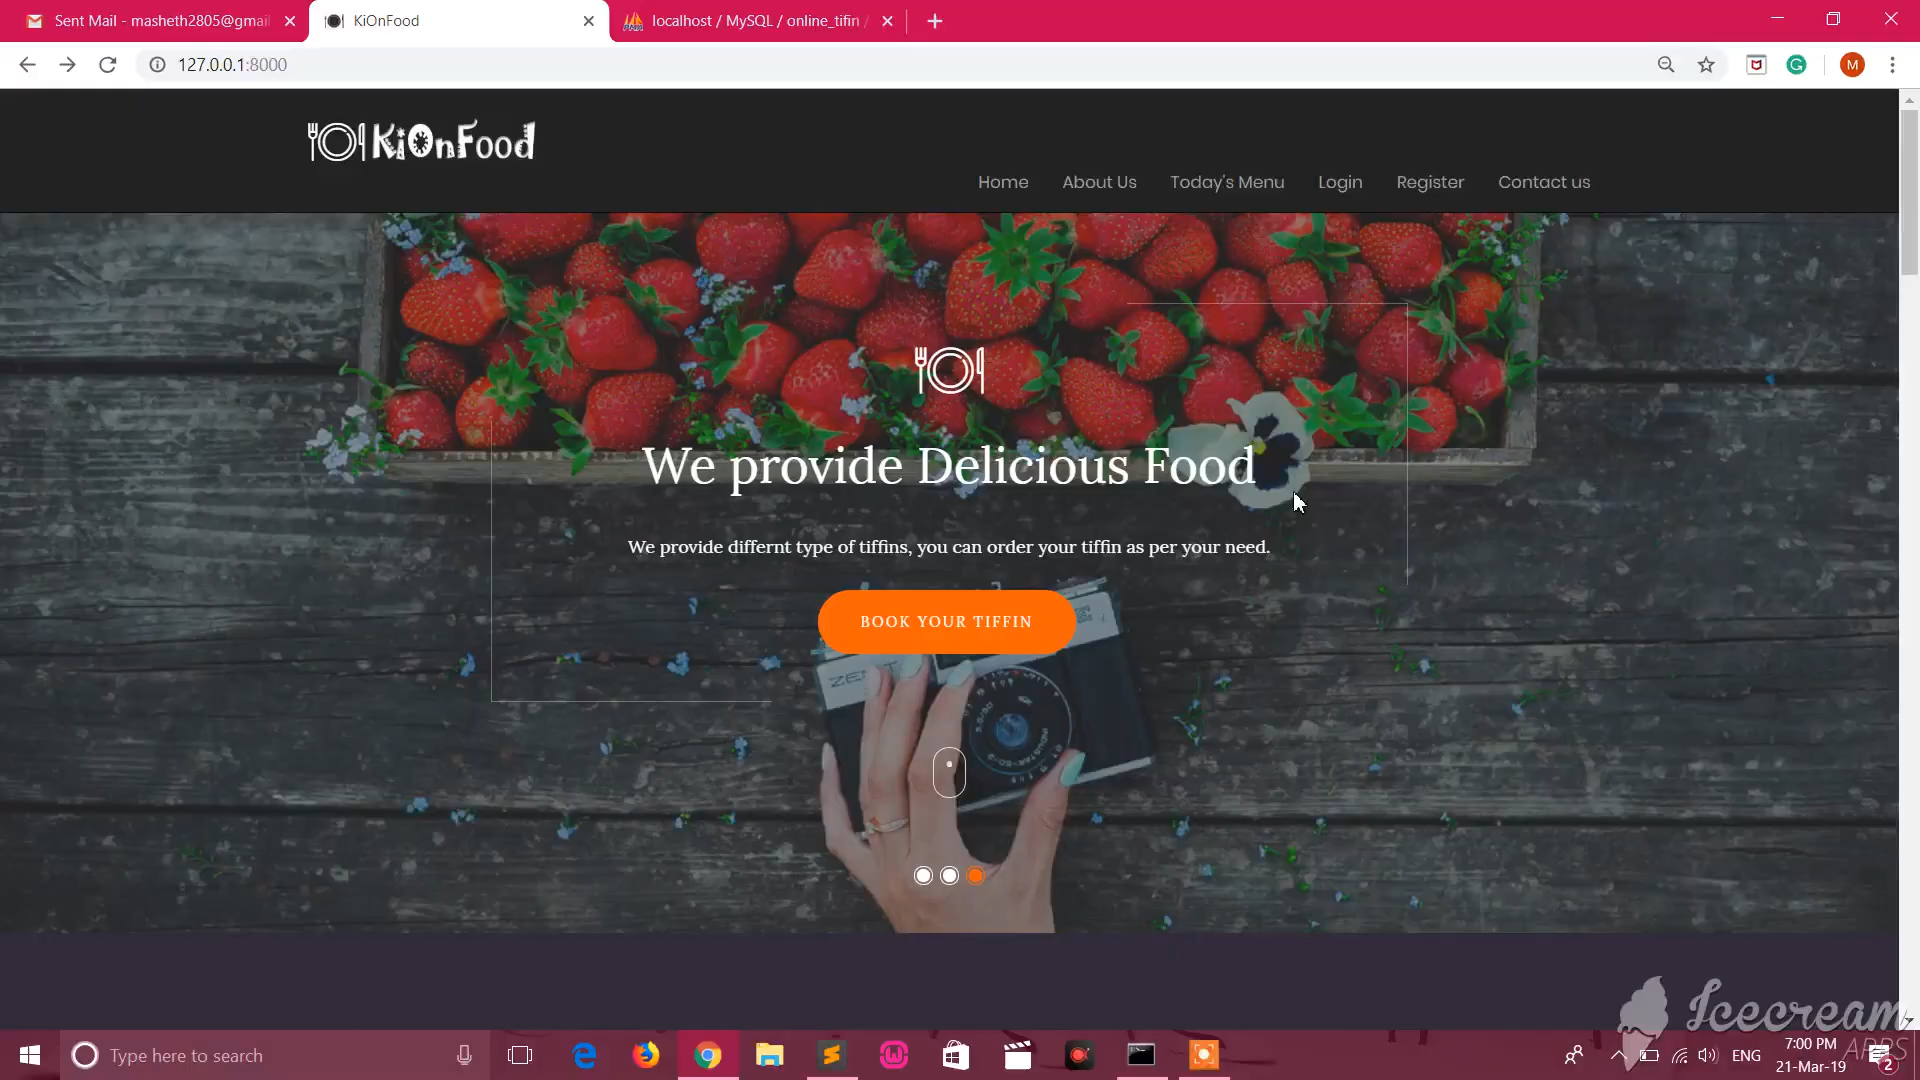 Sent Mail - masheth2805@gmai
KiOnFood
localhost / MySQL / online_tifin /
127.0.0.1:8000
M
KiOnFood
Home
About Us
Today's Menu
Login
Register
Contact us
We provide Delicious Food
We provide differnt type of tiffins, you can order your tiffin as per your need.
BOOK YOUR TIFFIN
Icecream
APPS
Type here to search
ENG
7:00 PM
21-Mar-19
2